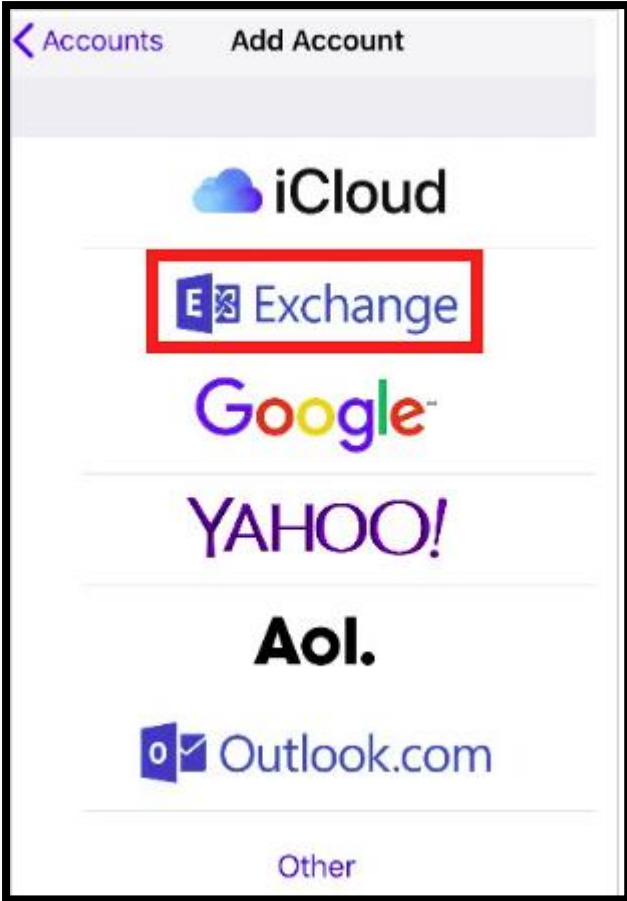 Accounts Add Account
iCloud
E Exchange
Google
YAHOO!
Aol.
o Outlook.com
Other